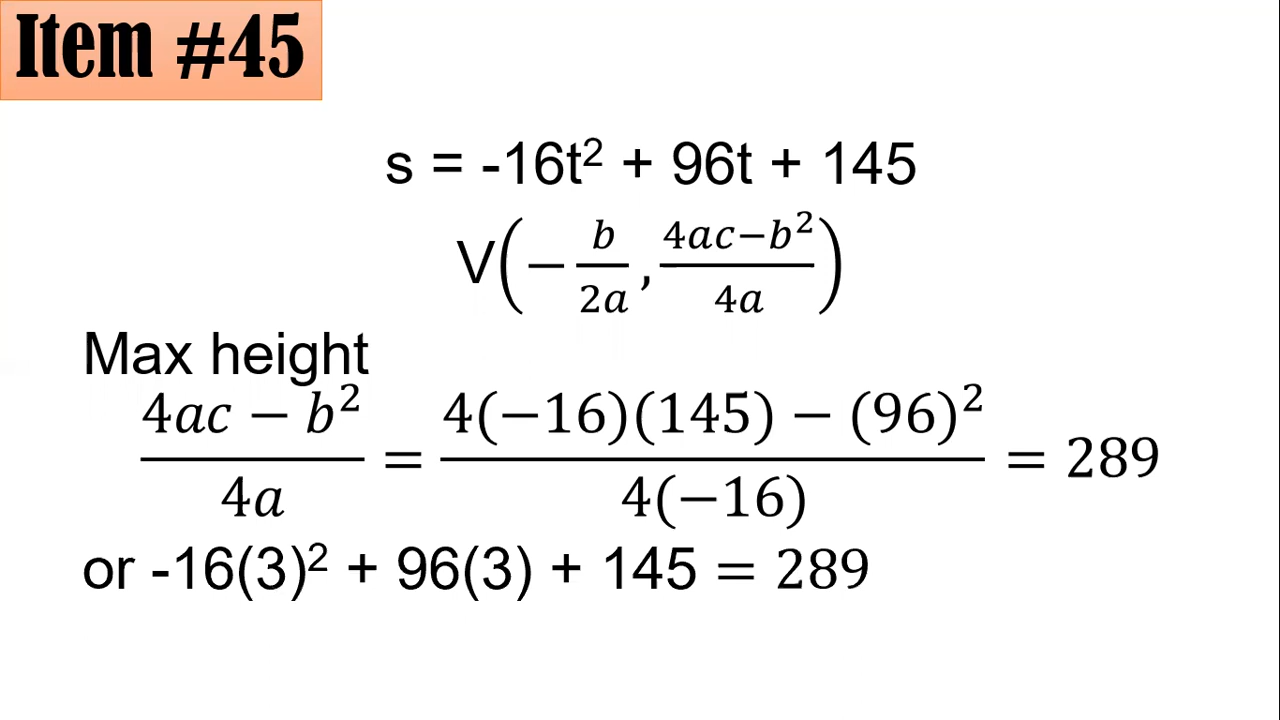 Item #45
s = -16t² + 96t + 145
V(−b/2a, 4ac−b²/4a)
Max height
4ac − b²/4a = 4(−16)(145) − (96)²/4(−16) = 289
or -16(3)² + 96(3) + 145 = 289